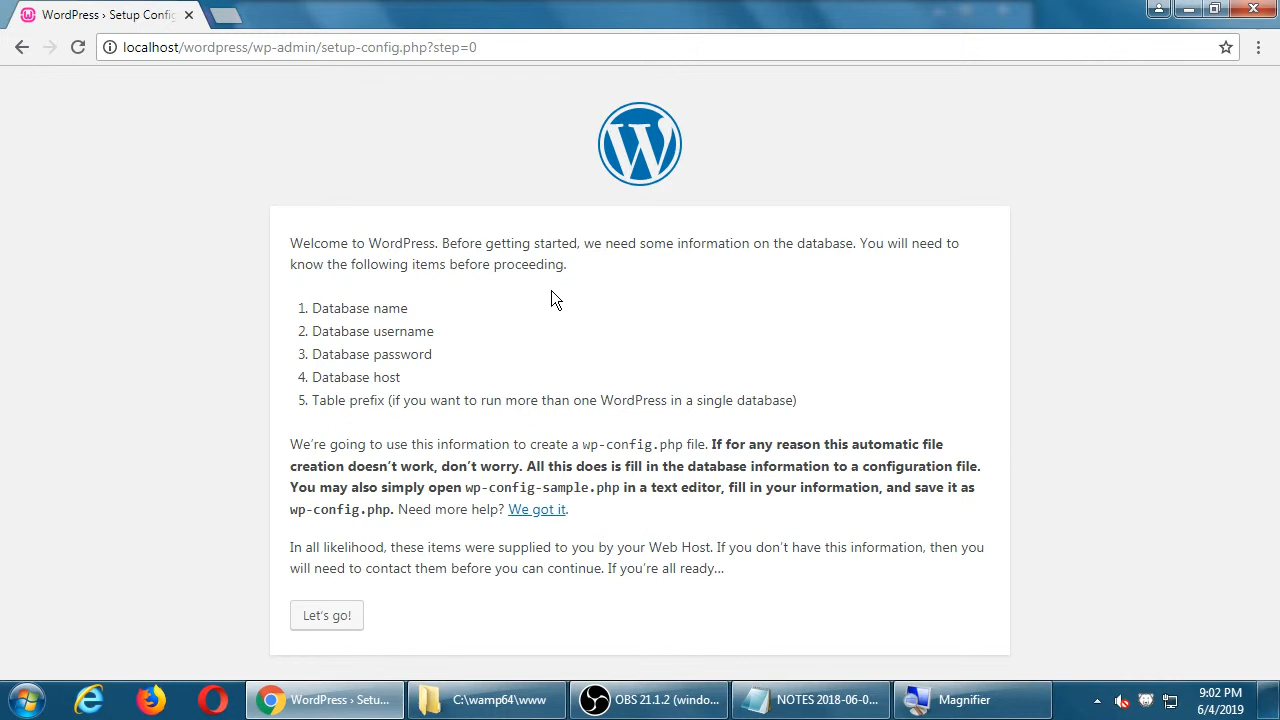 WordPress › Setup Config
localhost/wordpress/wp-admin/setup-config.php?step=0
Welcome to WordPress. Before getting started, we need some information on the database. You will need to
know the following items before proceeding.
1. Database name
2. Database username
3. Database password
4. Database host
5. Table prefix (if you want to run more than one WordPress in a single database)
We’re going to use this information to create a wp-config.php file. If for any reason this automatic file
creation doesn’t work, don’t worry. All this does is fill in the database information to a configuration file.
You may also simply open wp-config-sample.php in a text editor, fill in your information, and save it as
wp-config.php. Need more help? We got it.
In all likelihood, these items were supplied to you by your Web Host. If you don’t have this information, then you
will need to contact them before you can continue. If you’re all ready…
Let’s go!
WordPress › Setu...
C:\wamp64\www
OBS 21.1.2 (windo...
NOTES 2018-06-0...
Magnifier
9:02 PM
6/4/2019